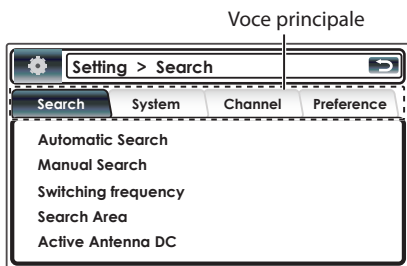 Voce principale
Setting > Search
Search System Channel Preference
Automatic Search
Manual Search
Switching frequency
Search Area
Active Antenna DC